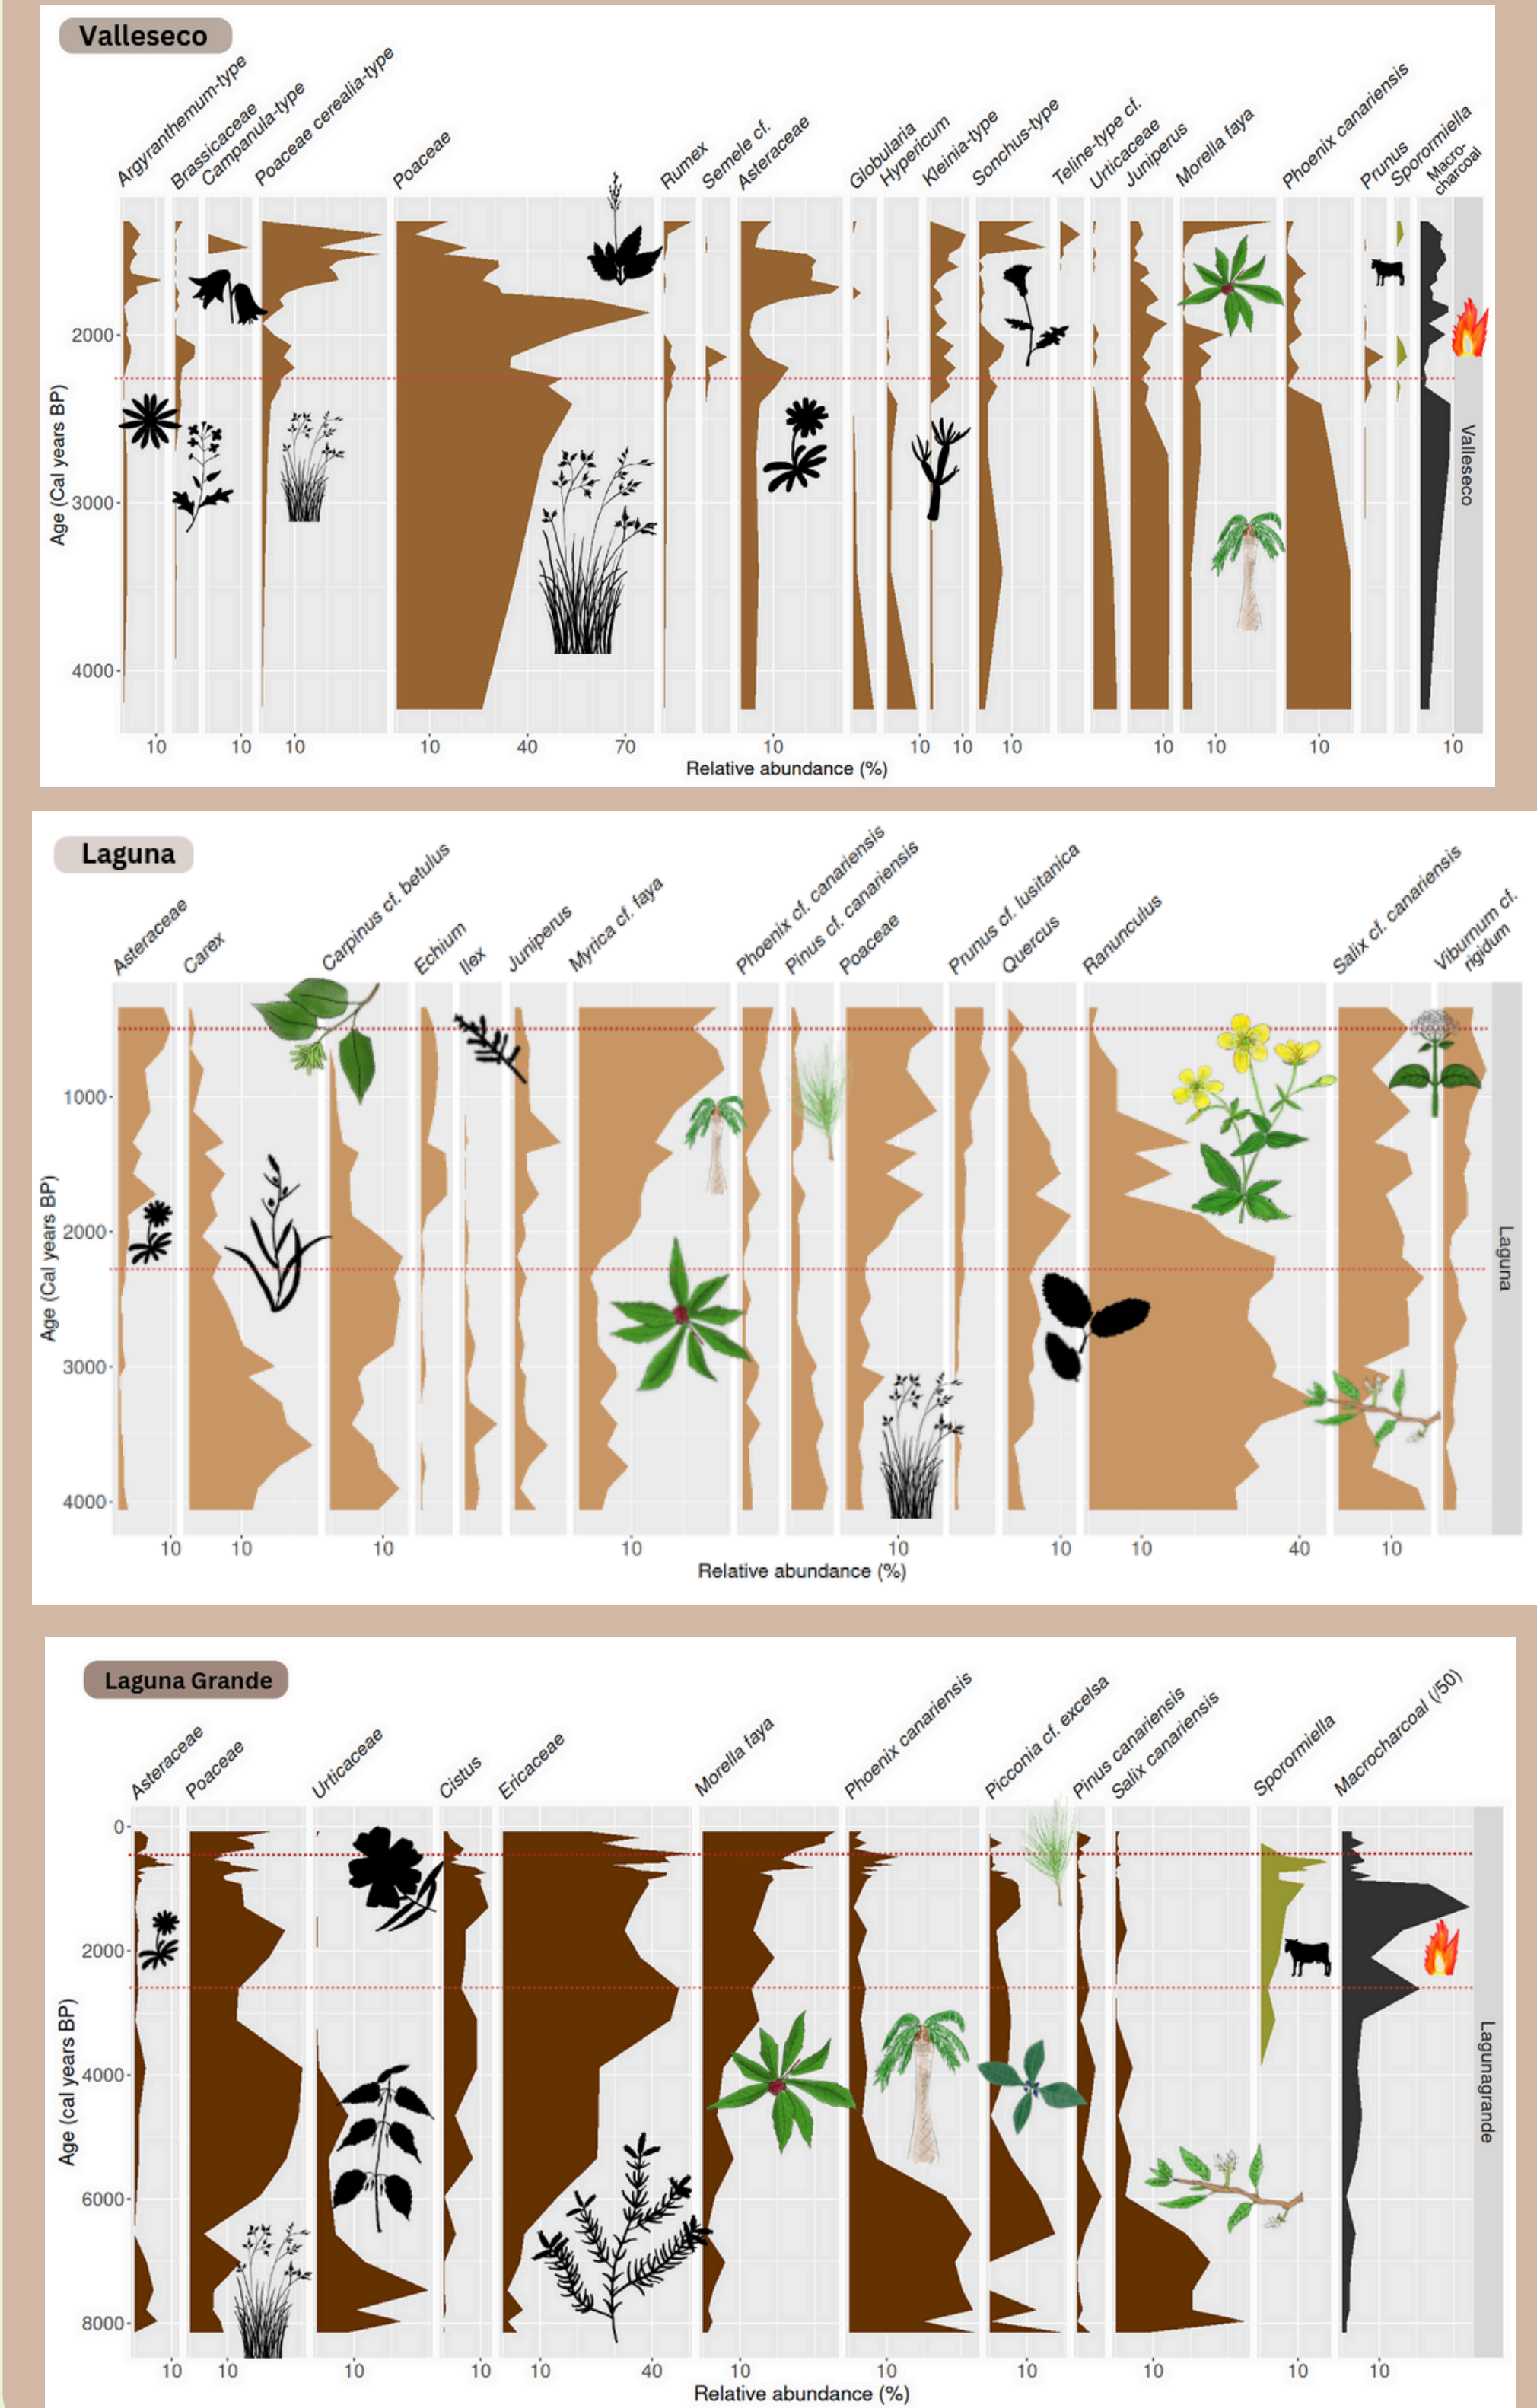 Valleseco
Argyranthemum-type
Brassicaceae
Campanula-type
Poaceae cerealia-type
Poaceae
Rumex
Semele cf.
Asteraceae
Globularia
Hypericum
Kleinia-type
Sonchus-type
Teline-type cf.
Urticaceae
Juniperus
Morella faya
Phoenix canariensis
Prunus
Sporormiella
Macro-
charcoal
Age (Cal years BP)
2000
3000
4000
Valleseco
10 10 10 10 40 70 10 10 10 10 10 10 10 10
Relative abundance (%)
Laguna
Asteraceae
Carex
Carpinus cf. betulus
Echium
Ilex
Juniperus
Myrica cf. faya
Phoenix cf. canariensis
Pinus cf. canariensis
Poaceae
Prunus cf. lusitanica
Quercus
Ranunculus
Salix cf. canariensis
Viburnum cf.
rigidum
Age (Cal years BP)
1000
2000
3000
4000
Laguna
10 10 10 10 10 10 10 40 10
Relative abundance (%)
Laguna Grande
Asteraceae
Poaceae
Urticaceae
Cistus
Ericaceae
Morella faya
Phoenix canariensis
Picconia cf. excelsa
Pinus canariensis
Salix canariensis
Sporormiella
Macrocharcoal (/50)
Age (cal years BP)
0
2000
4000
6000
8000
Lagunagrande
10 10 10 10 10 40 10 10 10 10 10 10
Relative abundance (%)